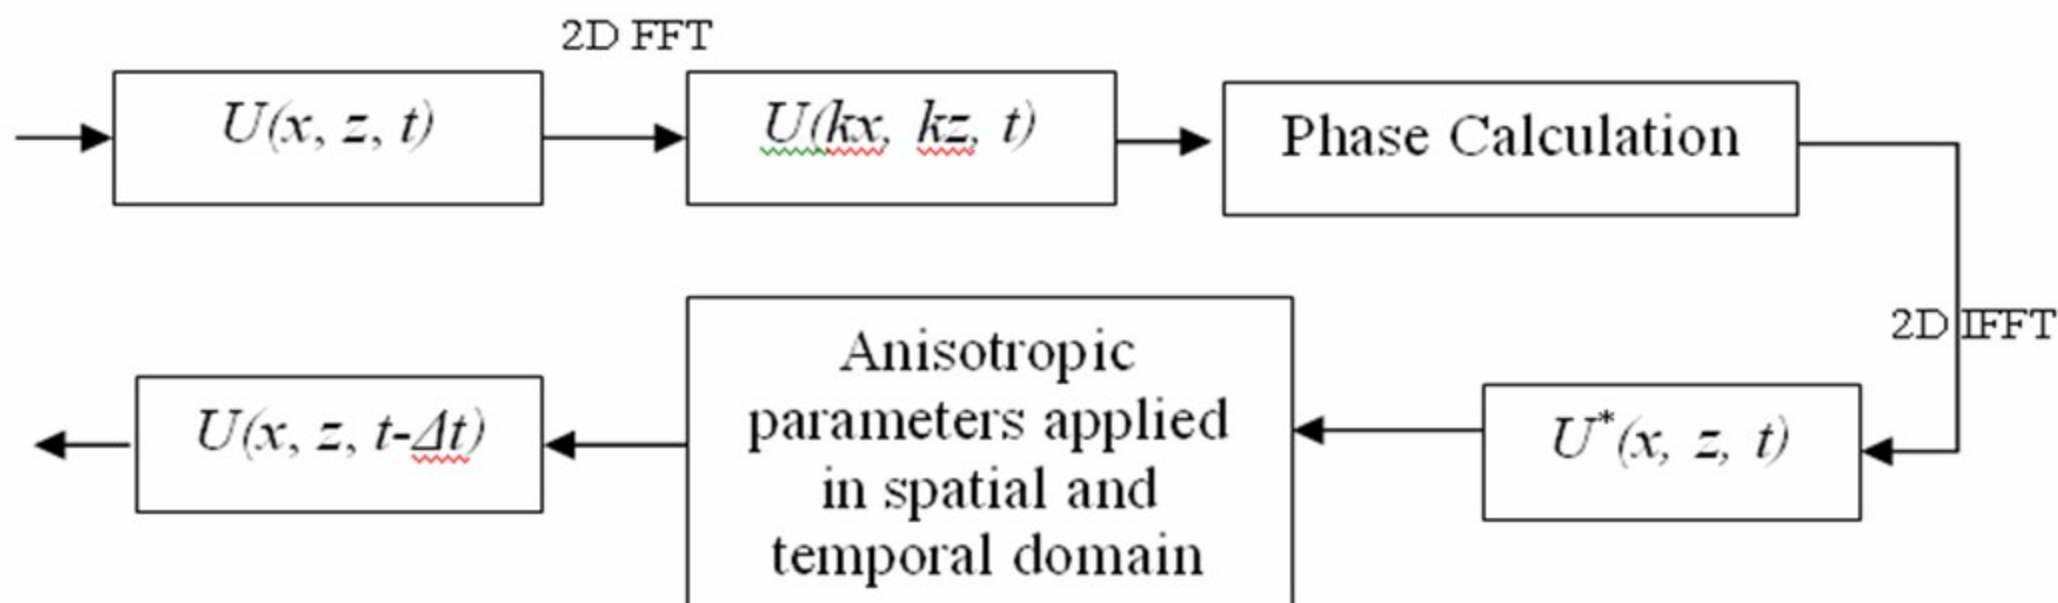 2D FFT
U(x, z, t)
U(kx, kz, t)
Phase Calculation
2D IFFT
U*(x, z, t)
Anisotropic
parameters applied
in spatial and
temporal domain
U(x, z, t-Δt)